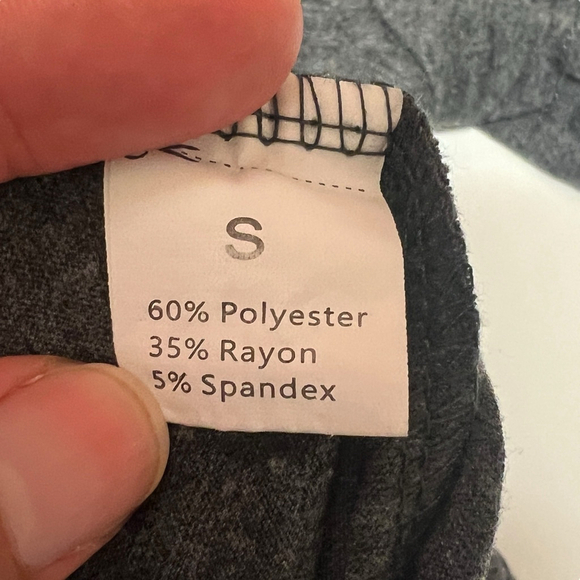 S
60% Polyester
35% Rayon
5% Spandex